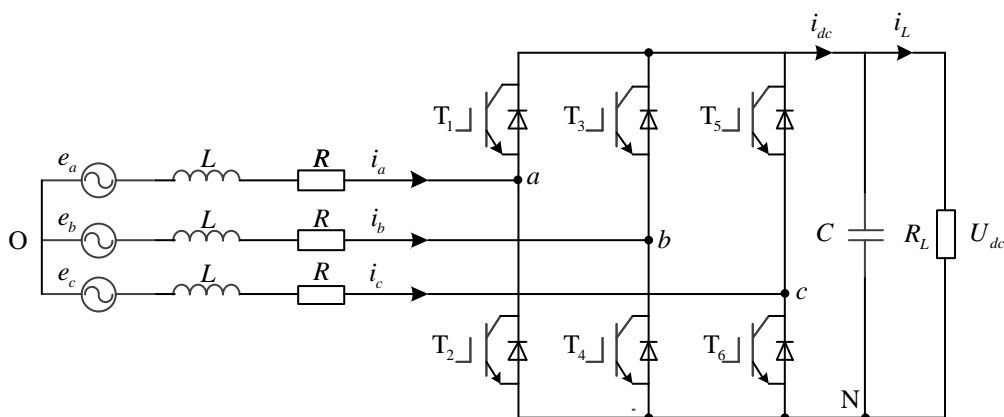 i_dc i_L
T_1 T_3 T_5
e_a L R i_a a
O e_b L R i_b b
e_c L R i_c c
C R_L U_dc
T_2 T_4 T_6
N